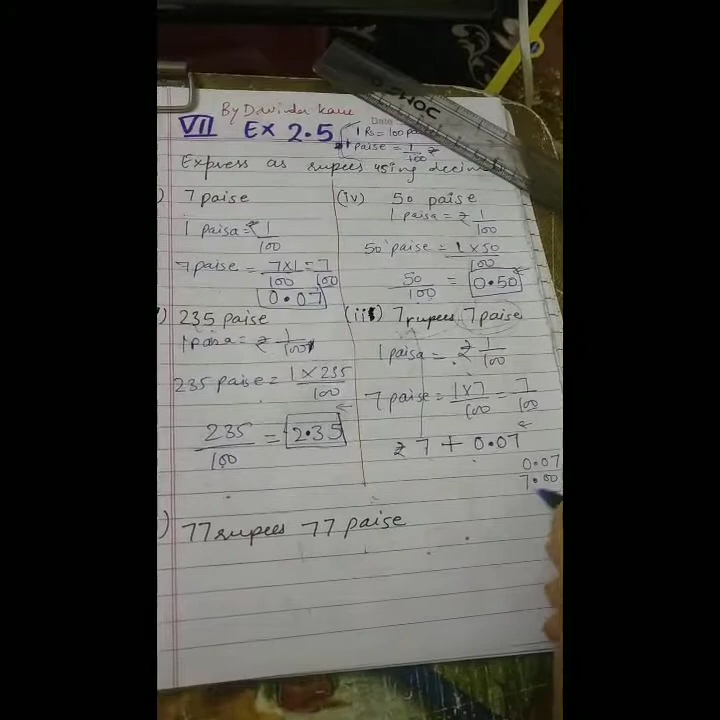 DOMS
By Davinder kaur
Date
VII EX 2.5
1 Rs = 100 paise
1 paise = 1/100 ₹
Express as rupees using decimals
7 paise
1 paisa = ₹ 1/100
7 paise = 7×1/100 = 7/100
0.07
(iv) 50 paise
1 paisa = ₹ 1/100
50 paise = 1×50/100
50/100 = 0.50
) 235 paise
1 paisa = ₹ 1/100
235 paise = 1×235/100
235/100 = 2.35
(ii) 7 rupees 7 paise
1 paisa = ₹ 1/100
7 paise = 1×7/100 = 7/100
₹ 7 + 0.07
0.07
7.00
) 77 rupees 77 paise